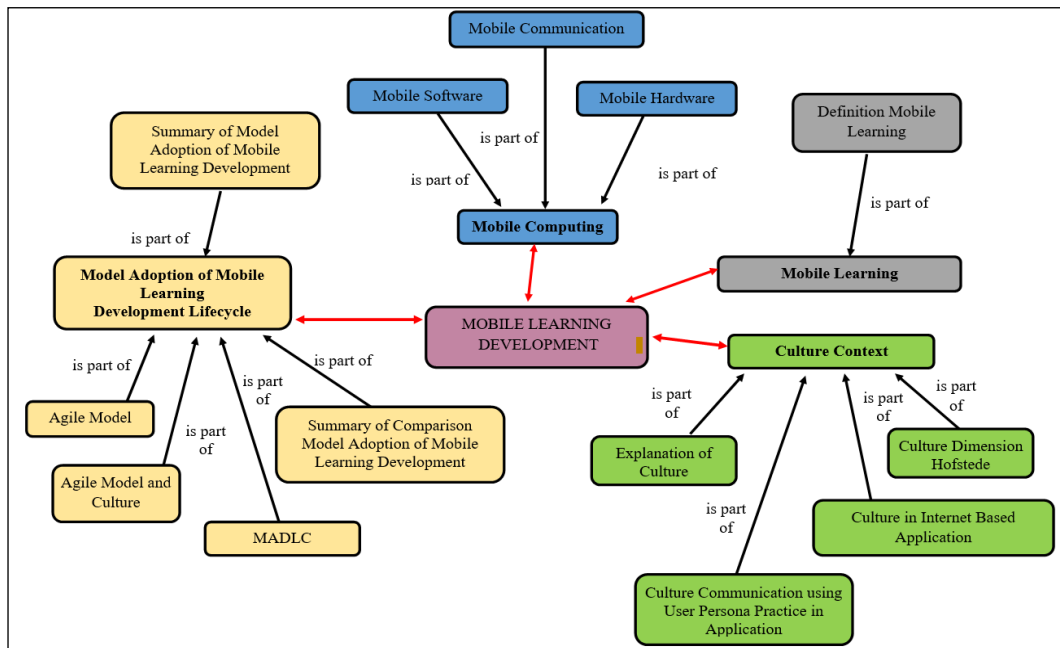 Mobile Communication
Mobile Software
Mobile Hardware
is part of
is part of
is part of
Mobile Computing
Definition Mobile
Learning
is part of
Mobile Learning
Summary of Model
Adoption of Mobile
Learning Development
is part of
Model Adoption of Mobile
Learning
Development Lifecycle
MOBILE LEARNING
DEVELOPMENT
Culture Context
is part of
is part
of
is part
of
is part of
Agile Model
Agile Model and
Culture
MADLC
Summary of Comparison
Model Adoption of Mobile
Learning Development
is part
of
is part
of
is part
of
is part
of
Explanation of
Culture
Culture Dimension
Hofstede
Culture in Internet Based
Application
Culture Communication using
User Persona Practice in
Application